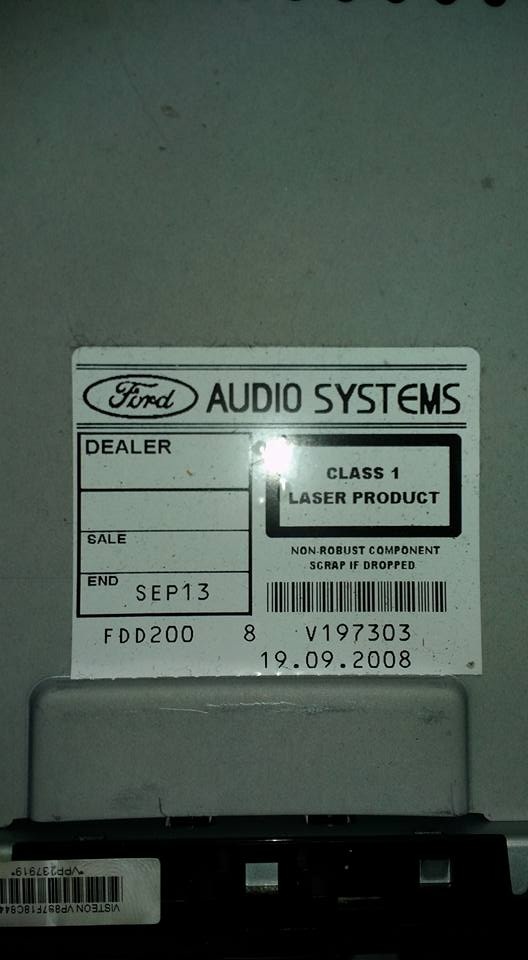 Ford AUDIO SYSTEMS
DEALER
SALE
END SEP13
CLASS 1
LASER PRODUCT
NON-ROBUST COMPONENT
SCRAP IF DROPPED
FDD200 8 V197303
19.09.2008
*VPP237919*
VISTEON